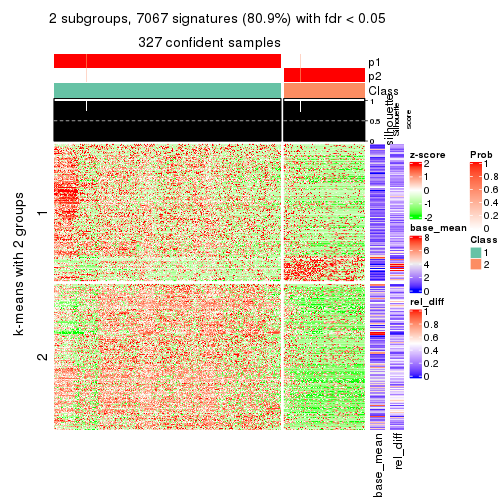 2 subgroups, 7067 signatures (80.9%) with fdr < 0.05
327 confident samples
p1
p2
Class
1
0.5
0
silhouette
Silhouette
score
k-means with 2 groups
1
2
base_mean
rel_diff
z-score
2
1
0
-1
-2
base_mean
8
6
4
2
0
rel_diff
1
0.8
0.6
0.4
0.2
0
Prob
1
0.8
0.6
0.4
0.2
0
Class
1
2